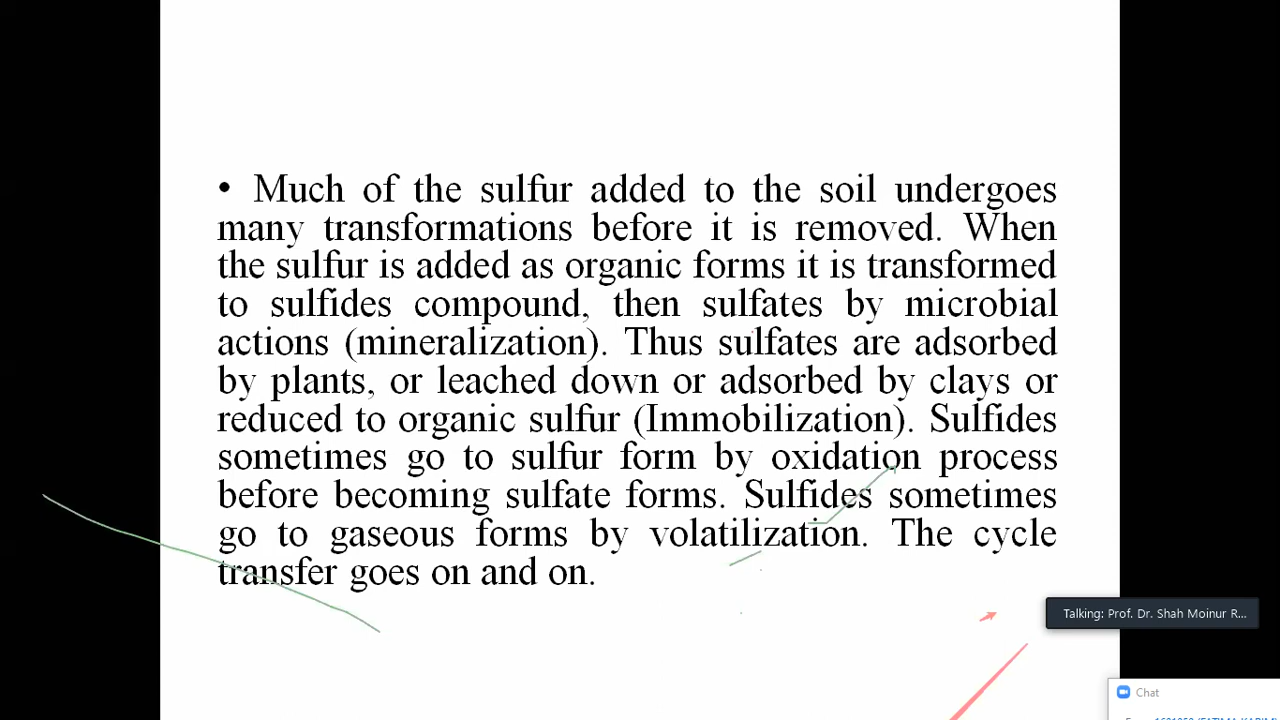 • Much of the sulfur added to the soil undergoes
many transformations before it is removed. When
the sulfur is added as organic forms it is transformed
to sulfides compound, then sulfates by microbial
actions (mineralization). Thus sulfates are adsorbed
by plants, or leached down or adsorbed by clays or
reduced to organic sulfur (Immobilization). Sulfides
sometimes go to sulfur form by oxidation process
before becoming sulfate forms. Sulfides sometimes
go to gaseous forms by volatilization. The cycle
transfer goes on and on.
Talking: Prof. Dr. Shah Moinur R...
Chat